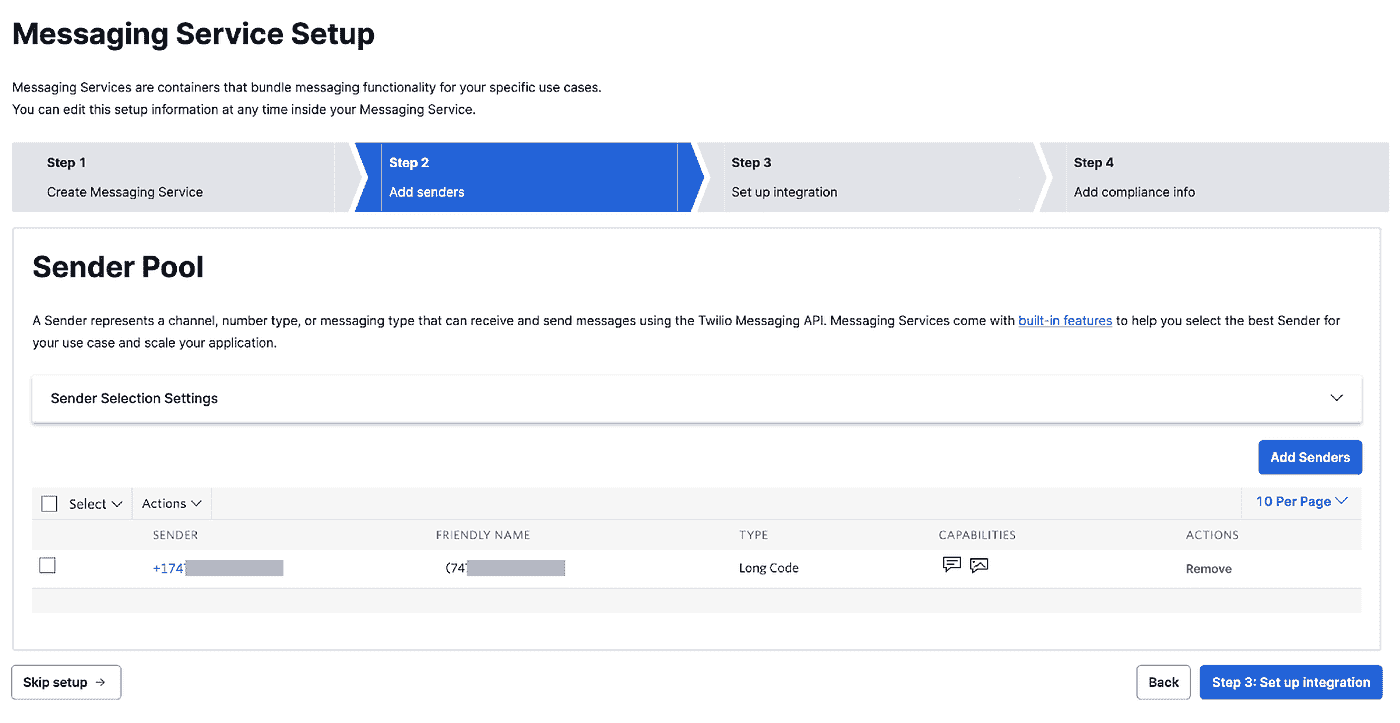 Messaging Service Setup
Messaging Services are containers that bundle messaging functionality for your specific use cases.
You can edit this setup information at any time inside your Messaging Service.
Step 1
Create Messaging Service
Step 2
Add senders
Step 3
Set up integration
Step 4
Add compliance info
Sender Pool
A Sender represents a channel, number type, or messaging type that can receive and send messages using the Twilio Messaging API. Messaging Services come with built-in features to help you select the best Sender for
your use case and scale your application.
Sender Selection Settings
Add Senders
Select Actions 10 Per Page
SENDER FRIENDLY NAME TYPE CAPABILITIES ACTIONS
+174 (74 Long Code Remove
Skip setup → Back Step 3: Set up integration